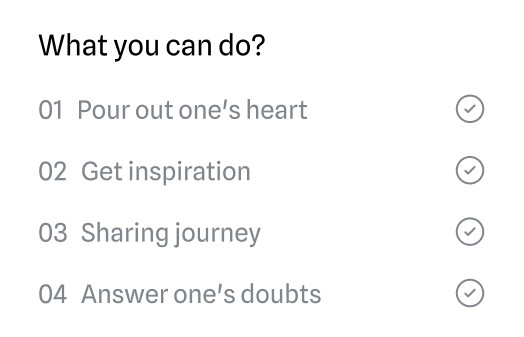 What you can do?
01 Pour out one's heart
02 Get inspiration
03 Sharing journey
04 Answer one's doubts